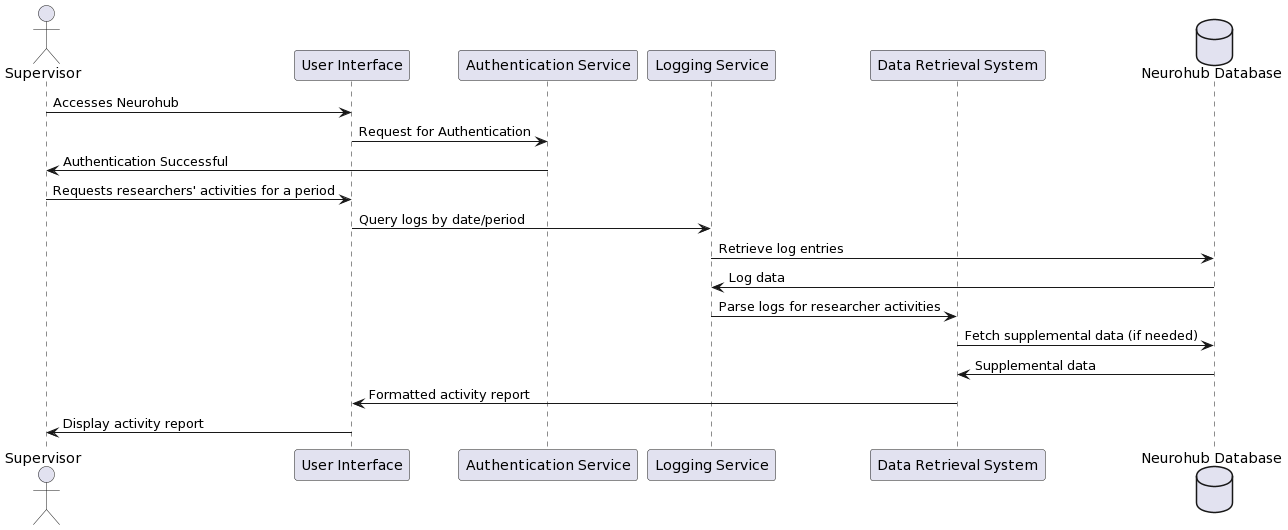 Supervisor
User Interface
Authentication Service
Logging Service
Data Retrieval System
Neurohub Database
Accesses Neurohub
Request for Authentication
Authentication Successful
Requests researchers' activities for a period
Query logs by date/period
Retrieve log entries
Log data
Parse logs for researcher activities
Fetch supplemental data (if needed)
Supplemental data
Formatted activity report
Display activity report
Supervisor
User Interface
Authentication Service
Logging Service
Data Retrieval System
Neurohub Database